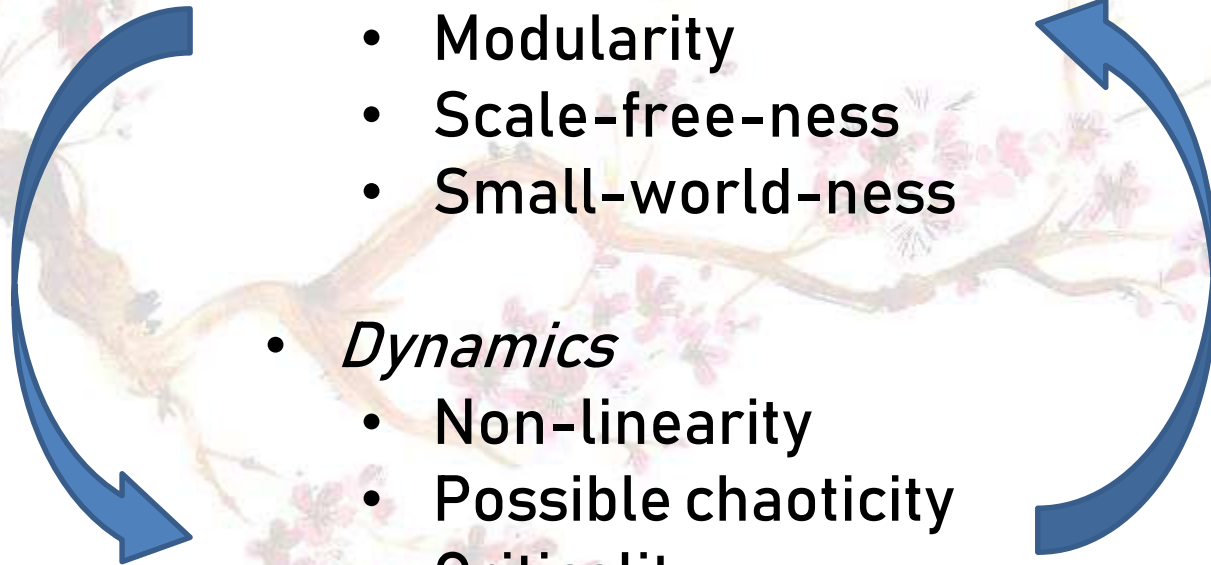 • Modularity
• Scale-free-ness
• Small-world-ness
• Dynamics
• Non-linearity
• Possible chaoticity